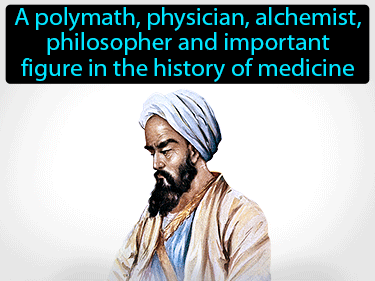 A polymath, physician, alchemist,
philosopher and important
figure in the history of medicine